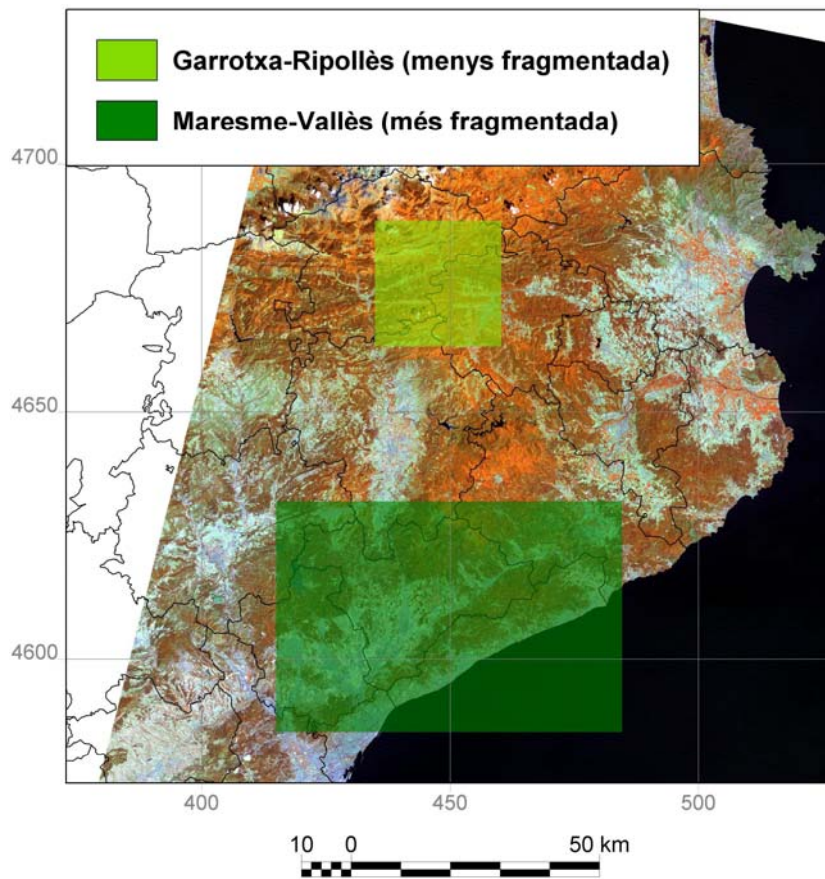 Garrotxa-Ripollès (menys fragmentada)
Maresme-Vallès (més fragmentada)
4700
4650
4600
400 450 500
10 0 50 km